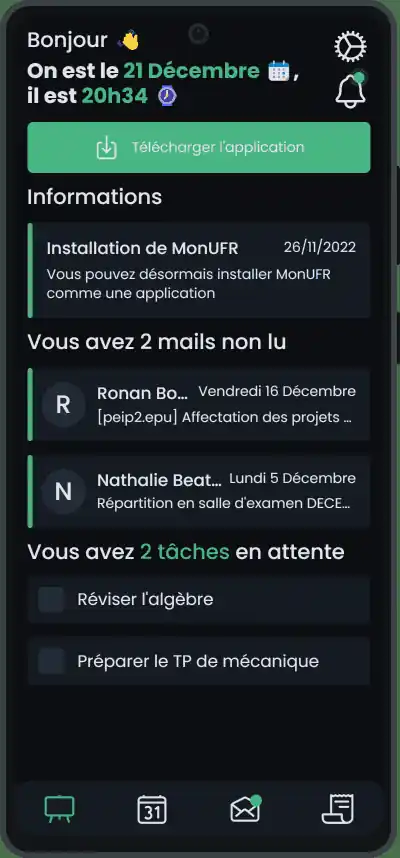 Bonjour 👋
On est le 21 Décembre 📅,
il est 20h34 ⌚
Télécharger l'application
Informations
Installation de MonUFR 26/11/2022
Vous pouvez désormais installer MonUFR
comme une application
Vous avez 2 mails non lu
R Ronan Bo... Vendredi 16 Décembre
[peip2.epu] Affectation des projets ...
N Nathalie Beat... Lundi 5 Décembre
Répartition en salle d'examen DECE...
Vous avez 2 tâches en attente
Réviser l'algèbre
Préparer le TP de mécanique
31